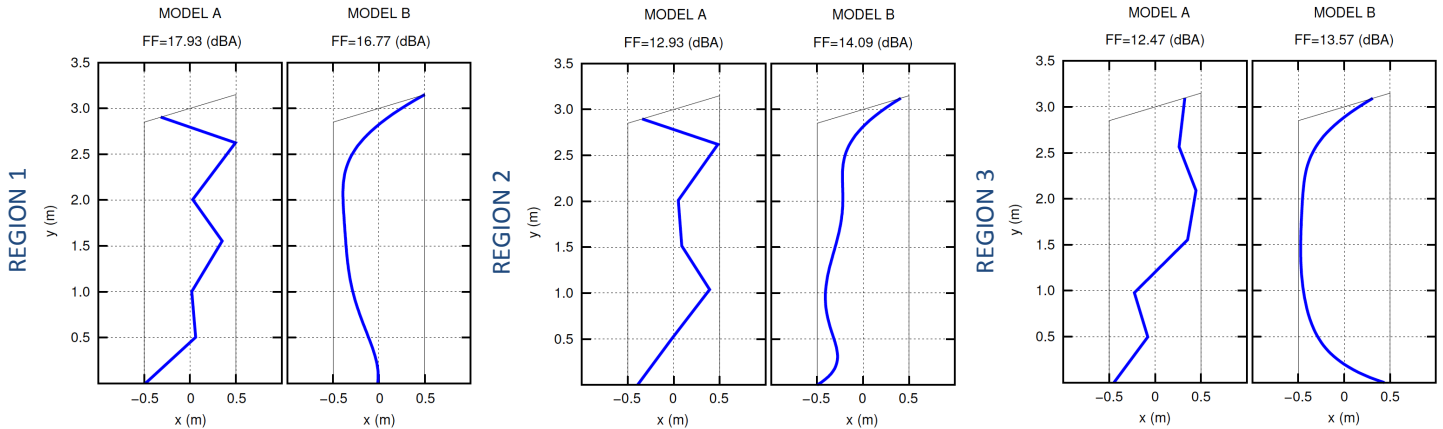 REGION 1
MODEL A
FF=17.93 (dBA)
MODEL B
FF=16.77 (dBA)
y (m)
3.5
3.0
2.5
2.0
1.5
1.0
0.5
−0.5 0 0.5
x (m)
−0.5 0 0.5
x (m)
REGION 2
MODEL A
FF=12.93 (dBA)
MODEL B
FF=14.09 (dBA)
y (m)
3.5
3.0
2.5
2.0
1.5
1.0
0.5
−0.5 0 0.5
x (m)
−0.5 0 0.5
x (m)
REGION 3
MODEL A
FF=12.47 (dBA)
MODEL B
FF=13.57 (dBA)
y (m)
3.5
3.0
2.5
2.0
1.5
1.0
0.5
−0.5 0 0.5
x (m)
−0.5 0 0.5
x (m)